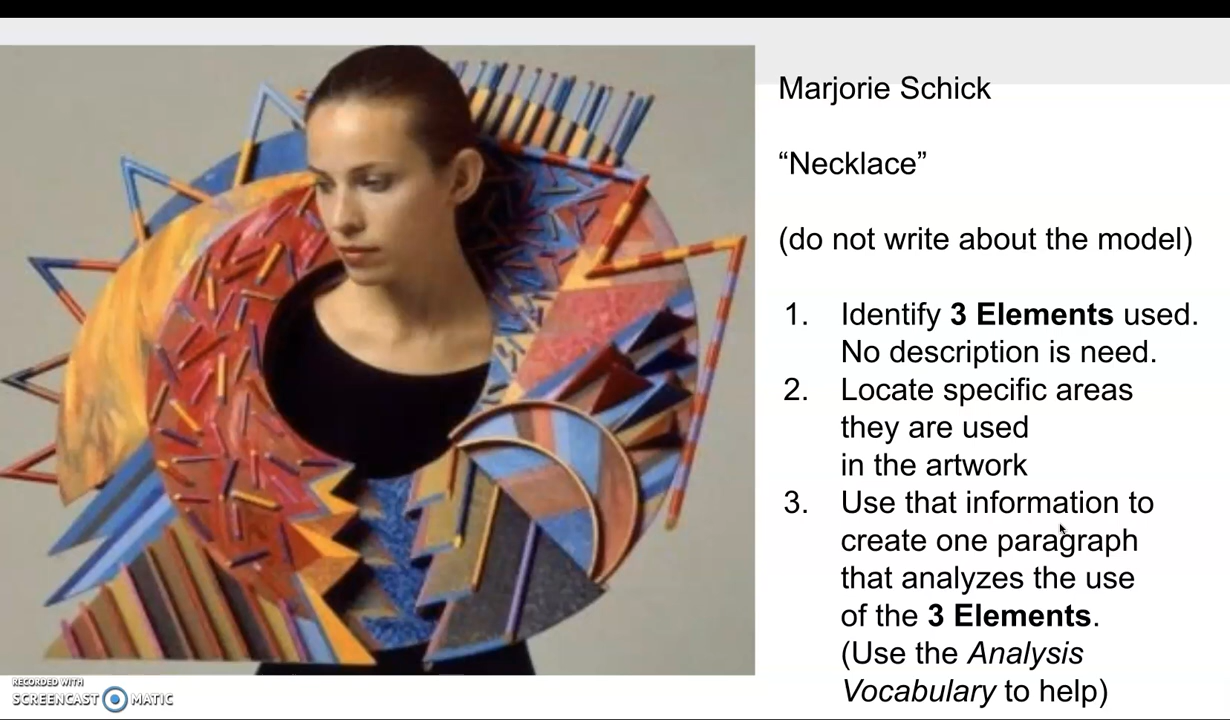 Marjorie Schick
“Necklace”
(do not write about the model)
1. Identify 3 Elements used.
No description is need.
2. Locate specific areas
they are used
in the artwork
3. Use that information to
create one paragraph
that analyzes the use
of the 3 Elements.
(Use the Analysis
Vocabulary to help)
RECORDED WITH
SCREENCAST MATIC